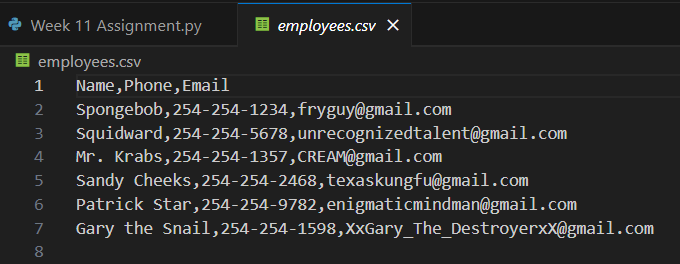 Week 11 Assignment.py employees.csv
employees.csv
1 Name,Phone,Email
2 Spongebob,254-254-1234,fryguy@gmail.com
3 Squidward,254-254-5678,unrecognizedtalent@gmail.com
4 Mr. Krabs,254-254-1357,CREAM@gmail.com
5 Sandy Cheeks,254-254-2468,texaskungfu@gmail.com
6 Patrick Star,254-254-9782,enigmaticmindman@gmail.com
7 Gary the Snail,254-254-1598,XxGary_The_DestroyerxX@gmail.com
8